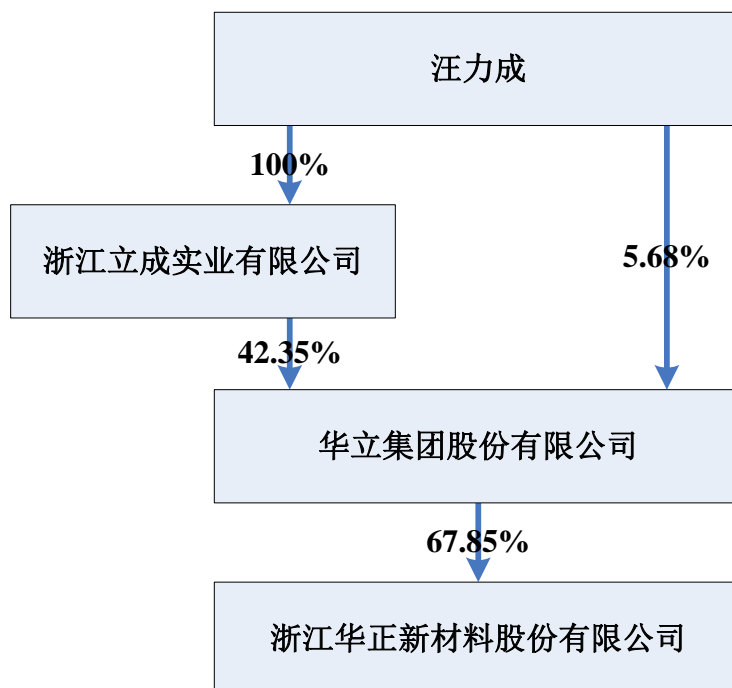 汪力成
100%
浙江立成实业有限公司
5.68%
42.35%
华立集团股份有限公司
67.85%
浙江华正新材料股份有限公司